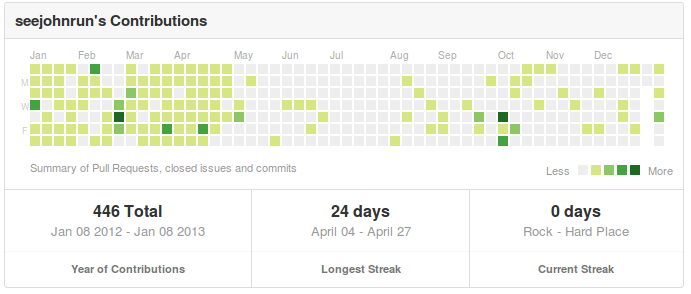 seejohnrun's Contributions
Jan Feb Mar Apr May Jun Jul Aug Sep Oct Nov Dec
M
W
F
Summary of Pull Requests, closed issues and commits
Less More
446 Total
Jan 08 2012 - Jan 08 2013
Year of Contributions
24 days
April 04 - April 27
Longest Streak
0 days
Rock - Hard Place
Current Streak